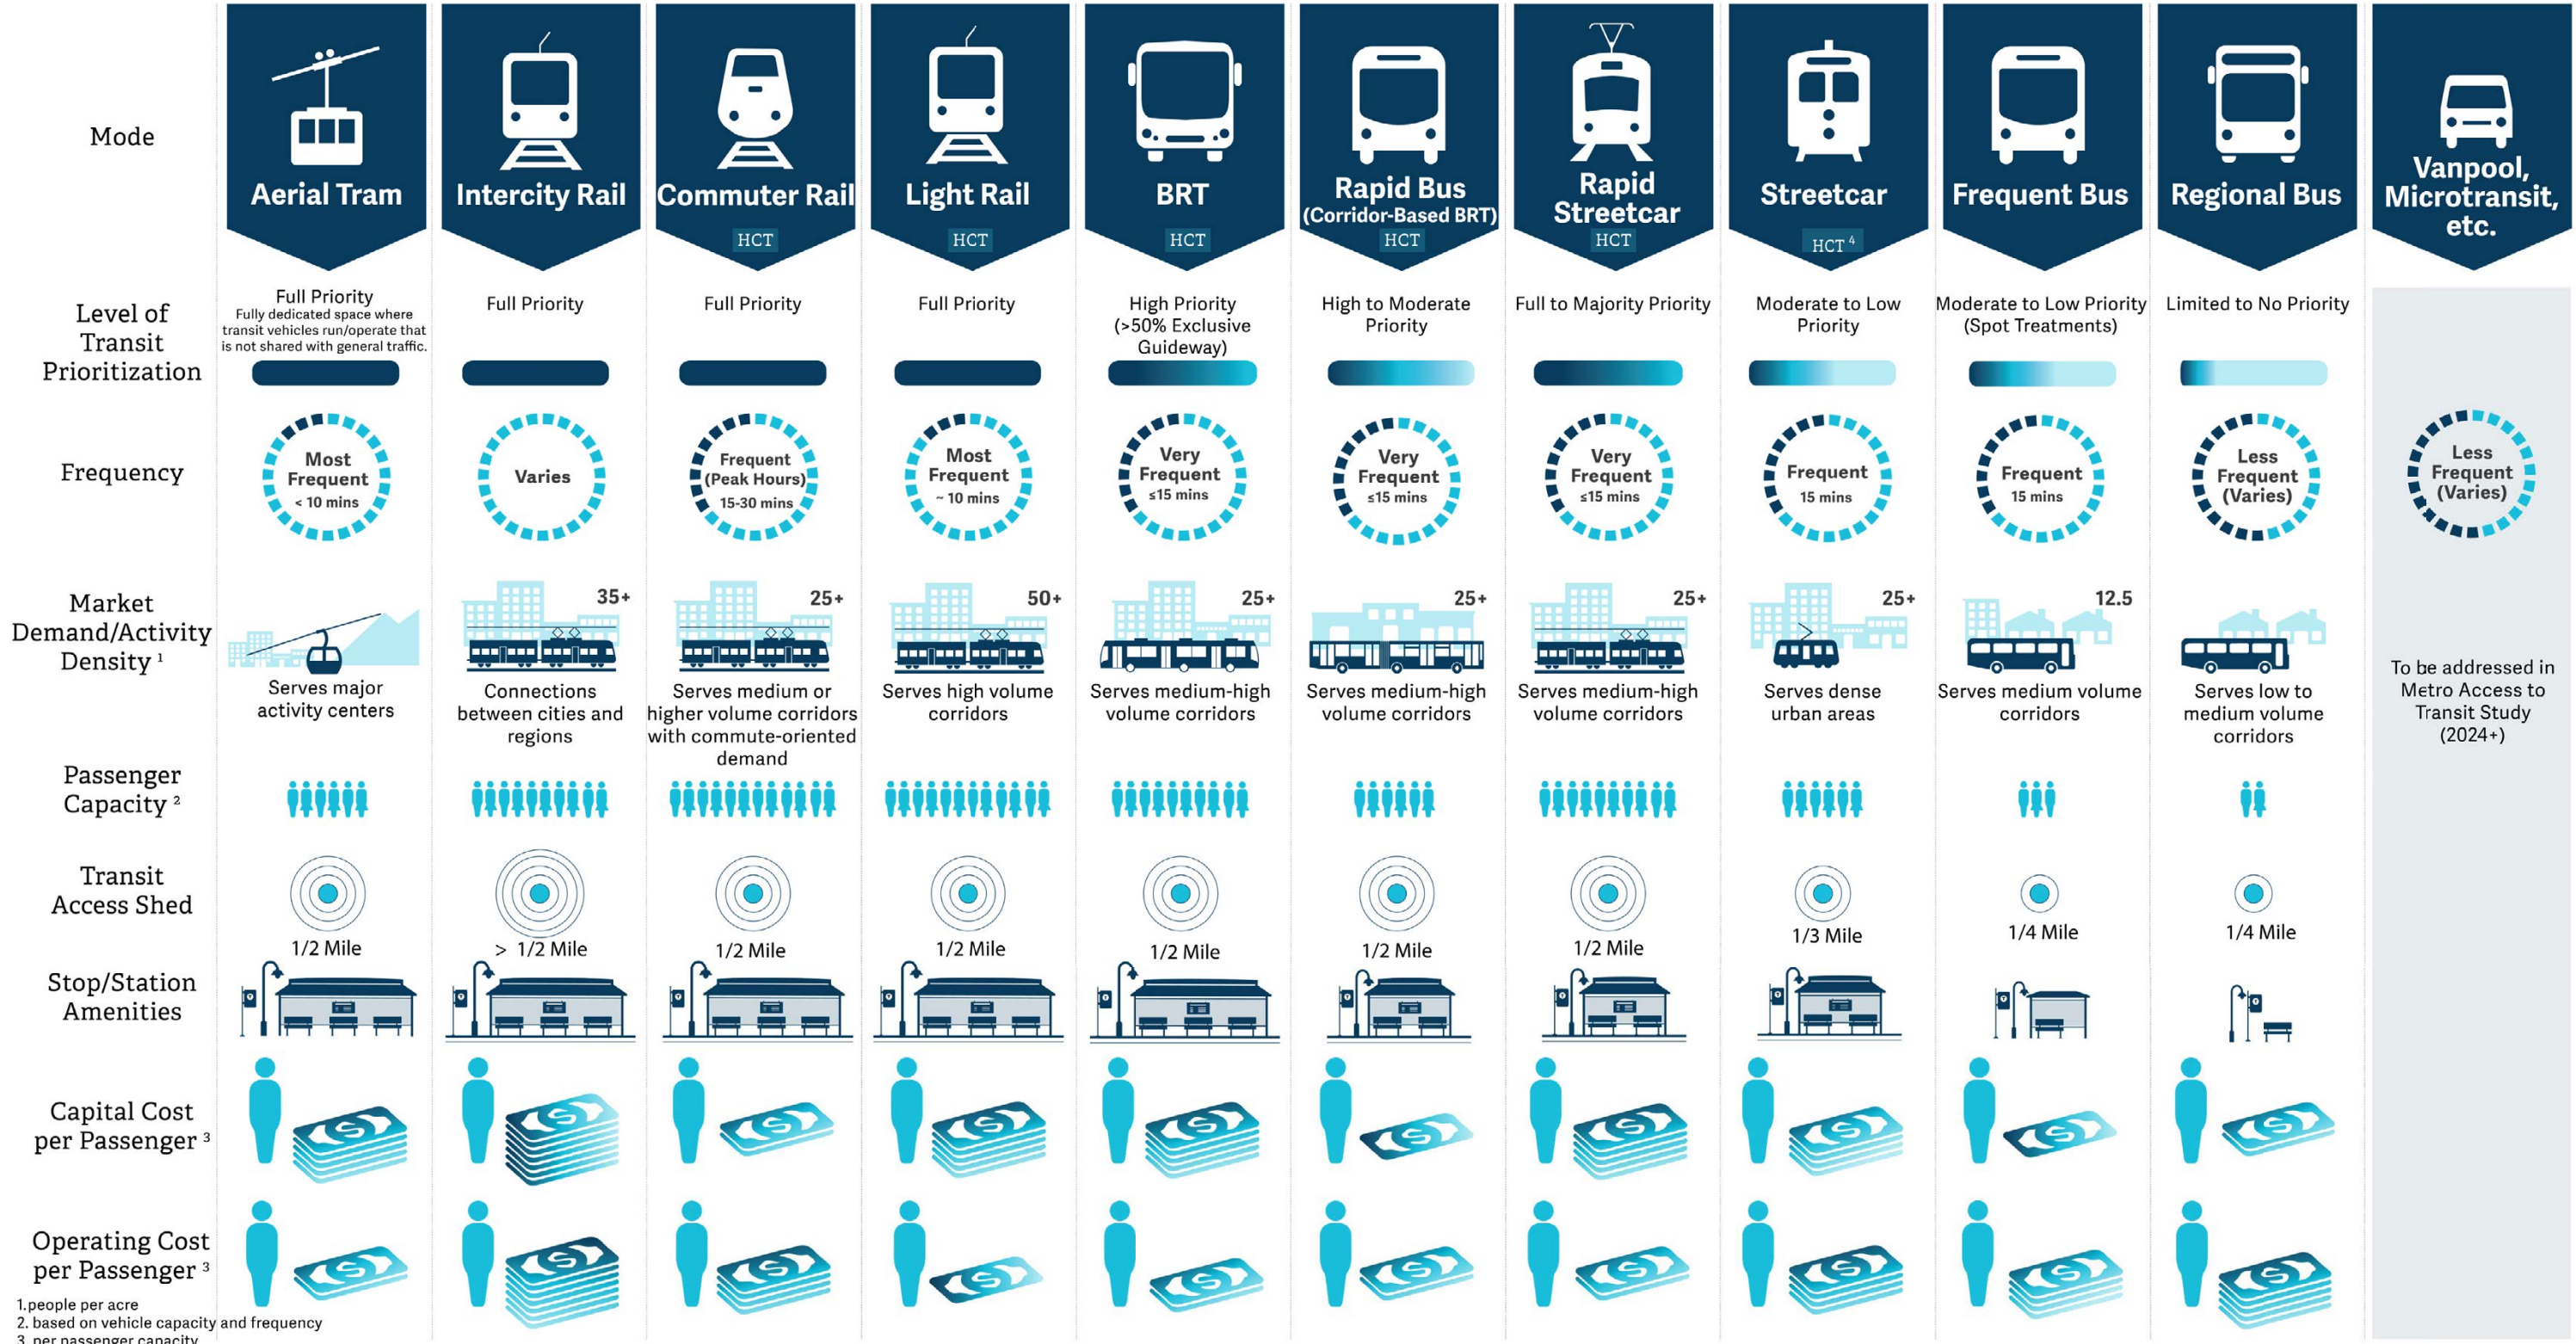 Mode
Aerial Tram
Intercity Rail
Commuter Rail
HCT
Light Rail
HCT
BRT
HCT
Rapid Bus
(Corridor-Based BRT)
HCT
Rapid
Streetcar
HCT
Streetcar
HCT 4
Frequent Bus
Regional Bus
Vanpool,
Microtransit,
etc.
Level of
Transit
Prioritization
Full Priority
Fully dedicated space where
transit vehicles run/operate that
is not shared with general traffic.
Full Priority
Full Priority
Full Priority
High Priority
(>50% Exclusive
Guideway)
High to Moderate
Priority
Full to Majority Priority
Moderate to Low
Priority
Moderate to Low Priority
(Spot Treatments)
Limited to No Priority
Frequency
Most
Frequent
< 10 mins
Varies
Frequent
(Peak Hours)
15-30 mins
Most
Frequent
~ 10 mins
Very
Frequent
≤15 mins
Very
Frequent
≤15 mins
Very
Frequent
≤15 mins
Frequent
15 mins
Frequent
15 mins
Less
Frequent
(Varies)
Less
Frequent
(Varies)
Market
Demand/Activity
Density 1
Serves major
activity centers
35+
Connections
between cities and
regions
25+
Serves medium or
higher volume corridors
with commute-oriented
demand
50+
Serves high volume
corridors
25+
Serves medium-high
volume corridors
25+
Serves medium-high
volume corridors
25+
Serves medium-high
volume corridors
25+
Serves dense
urban areas
12.5
Serves medium volume
corridors
Serves low to
medium volume
corridors
To be addressed in
Metro Access to
Transit Study
(2024+)
Passenger
Capacity 2
Transit
Access Shed
1/2 Mile
> 1/2 Mile
1/2 Mile
1/2 Mile
1/2 Mile
1/2 Mile
1/2 Mile
1/3 Mile
1/4 Mile
1/4 Mile
Stop/Station
Amenities
Capital Cost
per Passenger 3
$
$
$
$
$
$
$
$
$
$
Operating Cost
per Passenger 3
$
$
$
$
$
$
$
$
$
$
1.people per acre
2. based on vehicle capacity and frequency
3. per passenger capacity